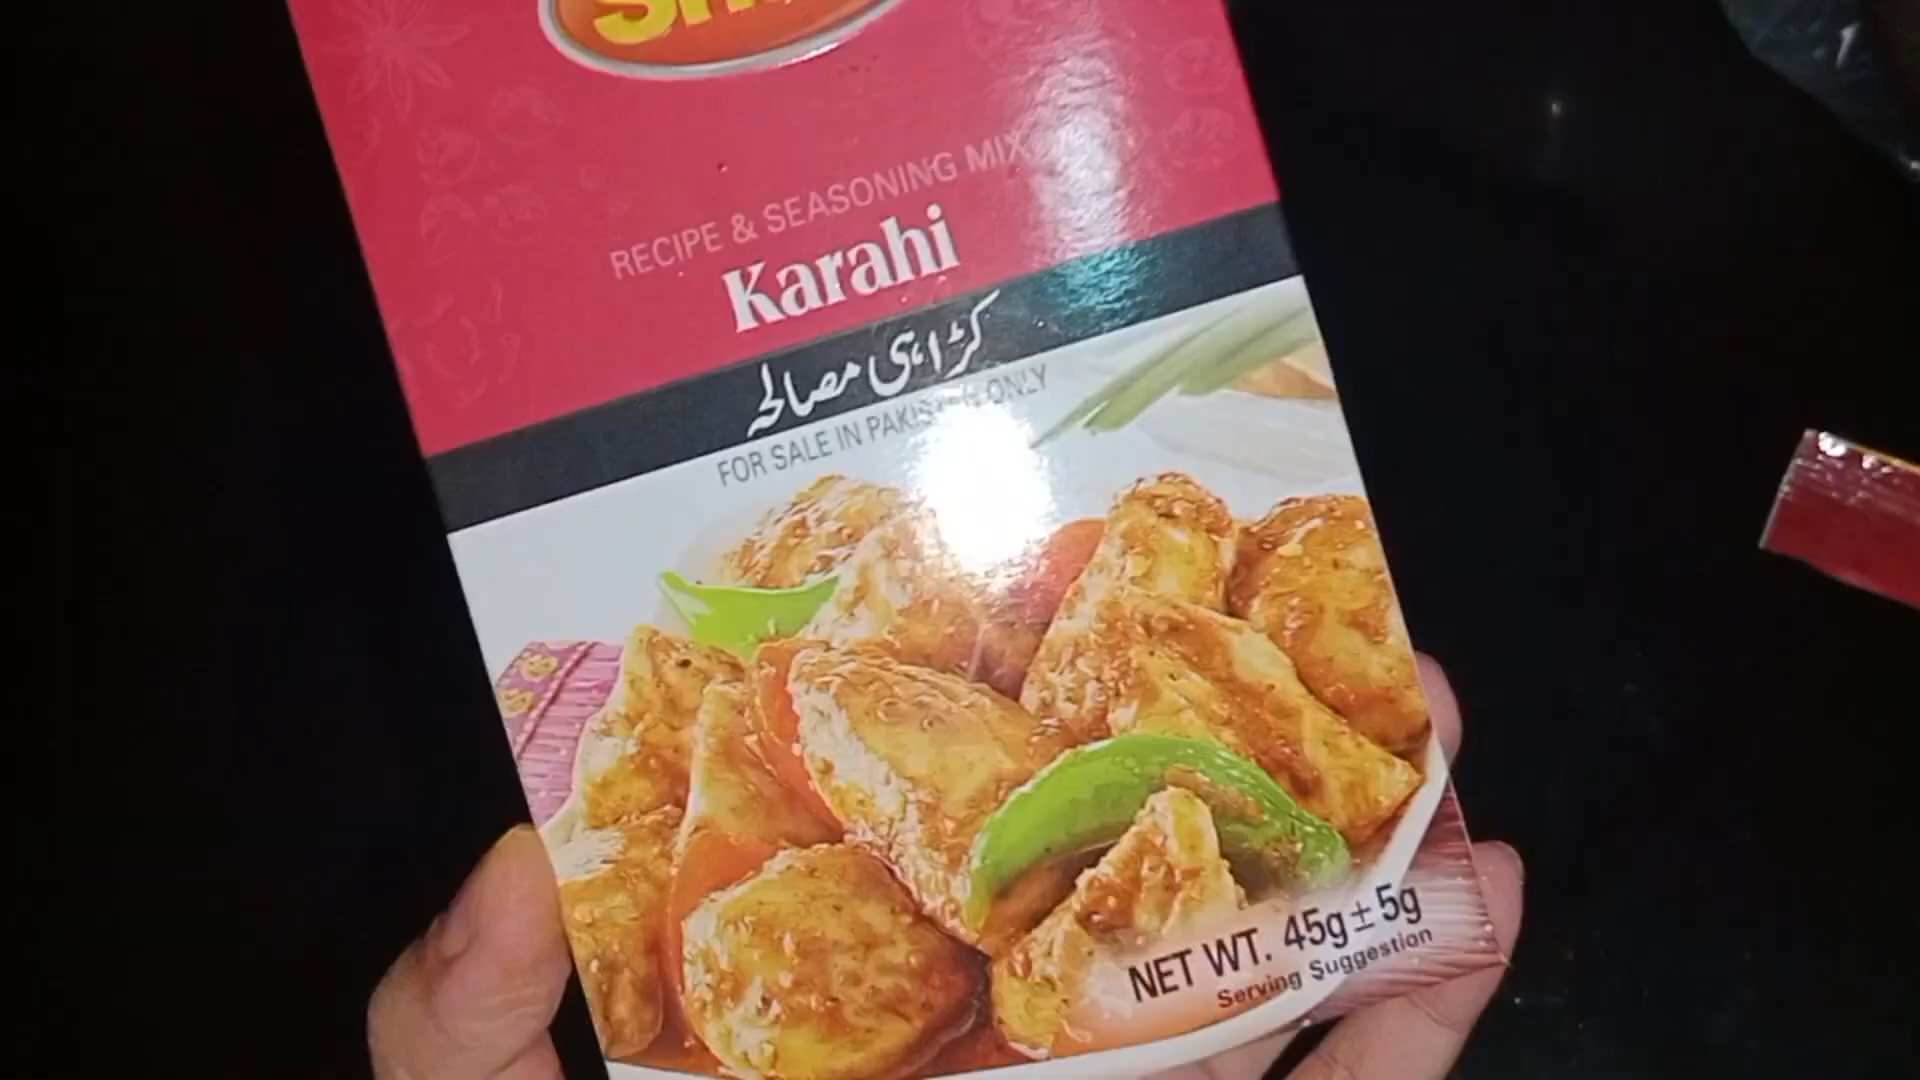 RECIPE & SEASONING MIX
Karahi
کڑاہی مصالحہ
FOR SALE IN PAKISTAN ONLY
NET WT. 45g ± 5g
Serving Suggestion